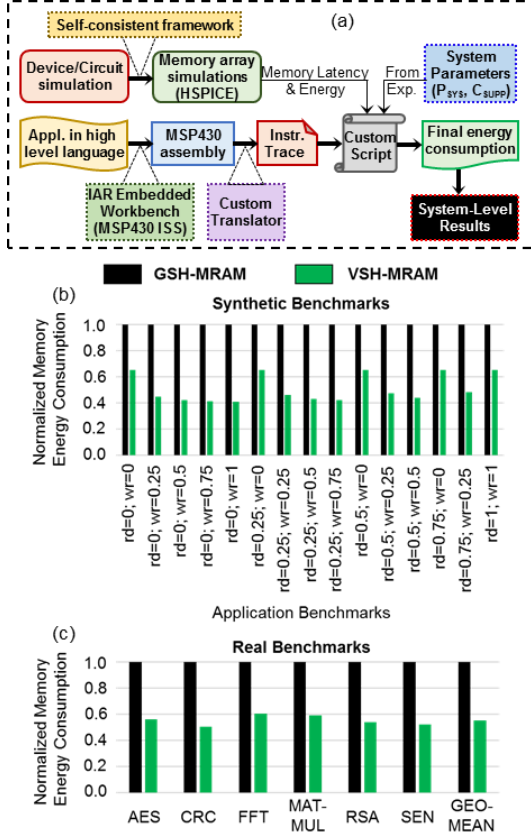 (a)
Self-consistent framework
Device/Circuit
simulation
Memory array
simulations
(HSPICE)
Memory Latency
& Energy
From
Exp.
System
Parameters
(P_SYS, C_SUPP)
Appl. in high
level language
MSP430
assembly
Instr.
Trace
Custom
Script
Final energy
consumption
IAR Embedded
Workbench
(MSP430 ISS)
Custom
Translator
System-Level
Results
GSH-MRAM
VSH-MRAM
(b)
Synthetic Benchmarks
Normalized Memory
Energy Consumption
1.0
0.8
0.6
0.4
0.2
0.0
rd=0; wr=0
rd=0; wr=0.25
rd=0; wr=0.5
rd=0; wr=0.75
rd=0; wr=1
rd=0.25; wr=0
rd=0.25; wr=0.25
rd=0.25; wr=0.5
rd=0.25; wr=0.75
rd=0.5; wr=0
rd=0.5; wr=0.25
rd=0.5; wr=0.5
rd=0.75; wr=0
rd=0.75; wr=0.25
rd=1; wr=1
Application Benchmarks
(c)
Real Benchmarks
Normalized Memory
Energy Consumption
1.0
0.8
0.6
0.4
0.2
0.0
AES
CRC
FFT
MAT-
MUL
RSA
SEN
GEO-
MEAN